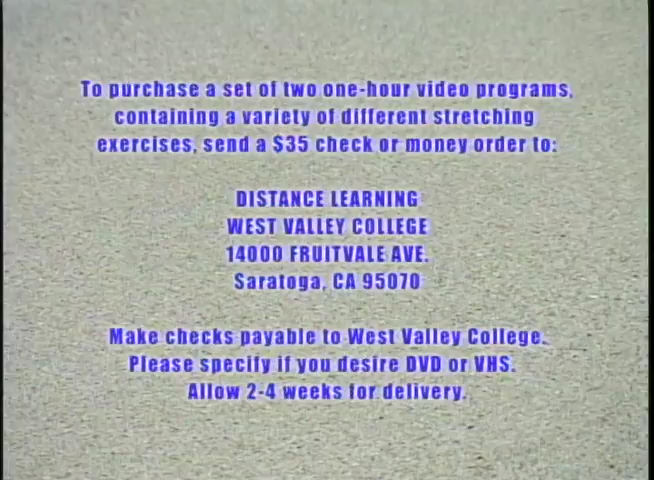 To purchase a set of two one-hour video programs,
containing a variety of different stretching
exercises, send a $35 check or money order to:
DISTANCE LEARNING
WEST VALLEY COLLEGE
14000 FRUITVALE AVE.
Saratoga, CA 95070
Make checks payable to West Valley College.
Please specify if you desire DVD or VHS.
Allow 2-4 weeks for delivery.